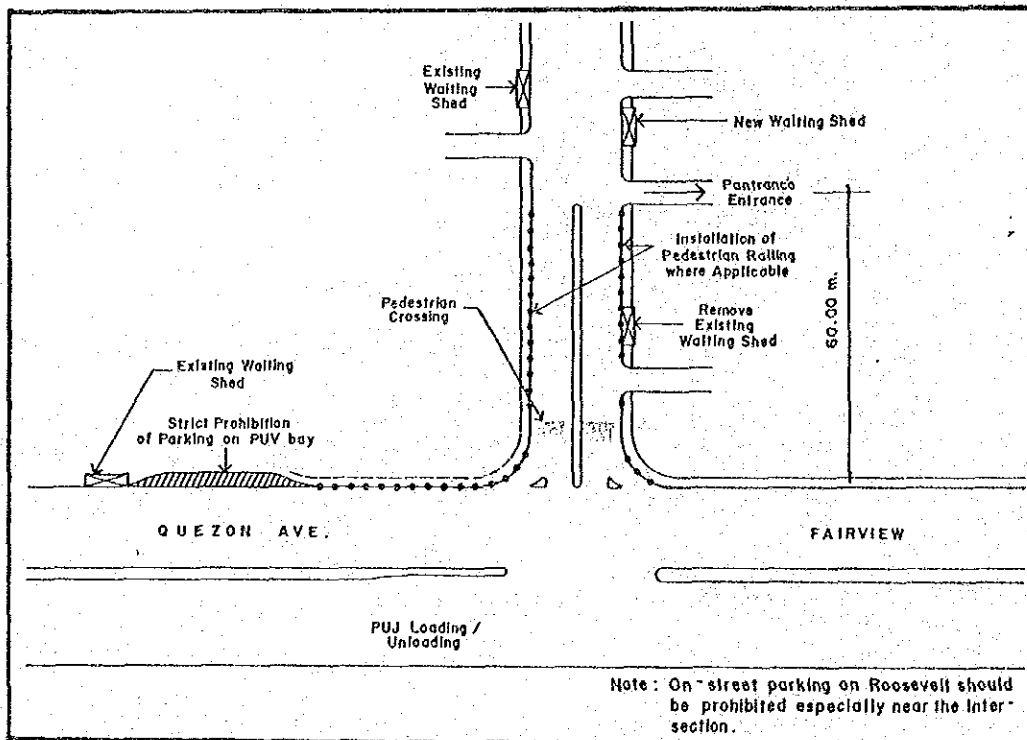 Existing
Waiting
Shed
New Waiting Shed
Pantranco
Entrance
Installation of
Pedestrian Railing
where Applicable
Pedestrian
Crossing
Remove
Existing
Waiting Shed
60.00 m.
Existing Waiting
Shed
Strict Prohibition
of Parking on PUV bay
QUEZON AVE.
FAIRVIEW
PUJ Loading /
Unloading
Note : On-street parking on Roosevelt should
be prohibited especially near the Inter-
section.